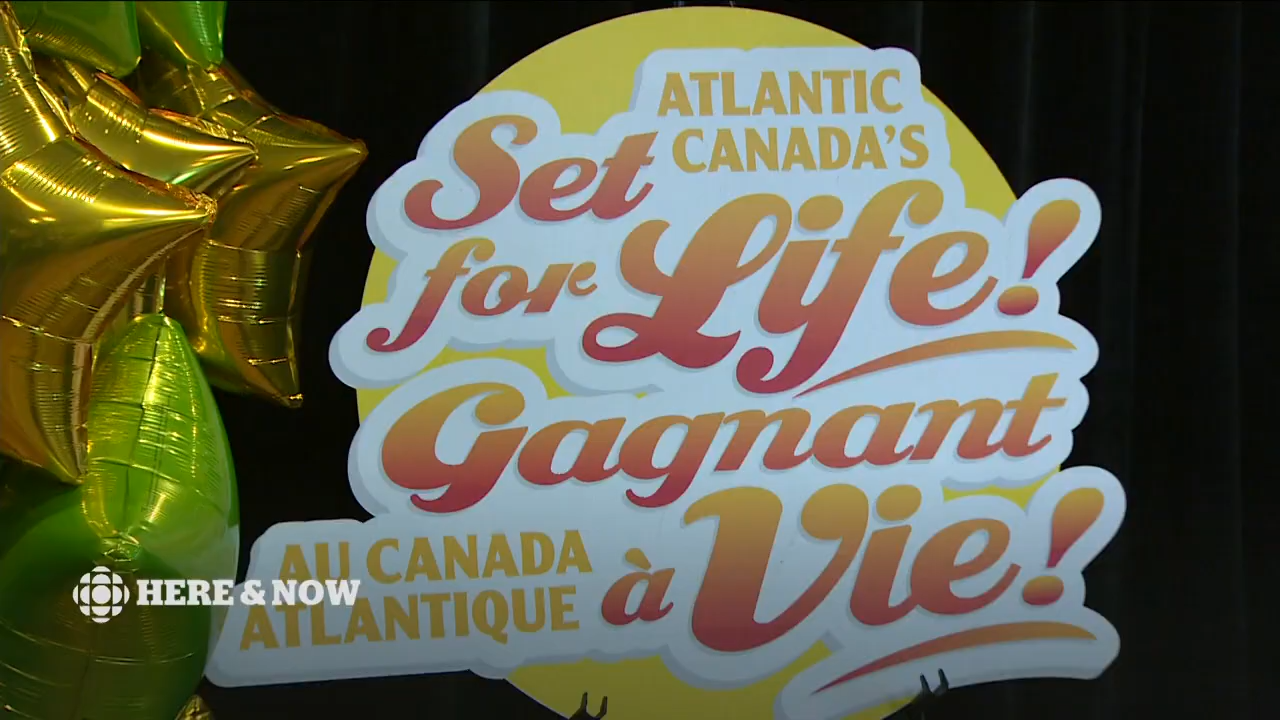 ATLANTIC
CANADA'S
Set
for Life!
Gagnant
à Vie!
AU CANADA
ATLANTIQUE
HERE & NOW